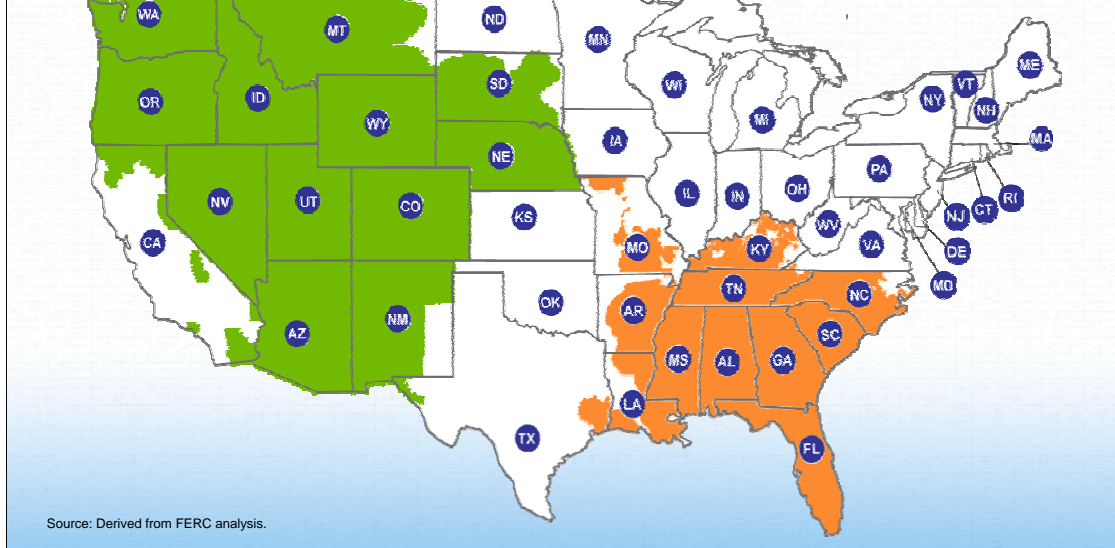 WA
MT
ND
MN
ME
OR
ID
WY
SD
WI
MI
NY
VT
NH
MA
NE
IA
PA
NV
UT
CO
KS
IL
IN
OH
WV
VA
NJ
CT
RI
CA
MO
KY
DE
MD
AZ
NM
OK
AR
TN
NC
SC
MS
AL
GA
LA
TX
FL
Source: Derived from FERC analysis.